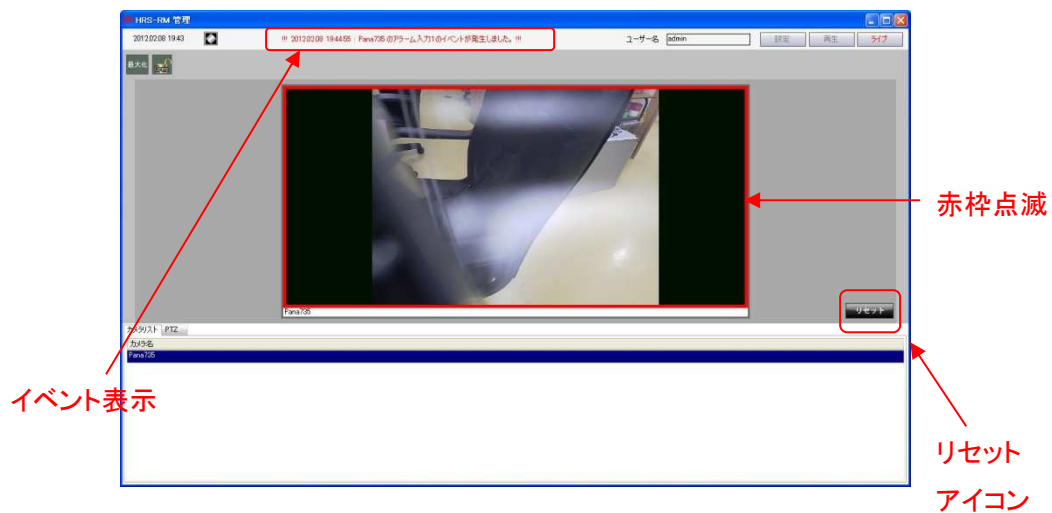 HRS-RM 管理
2012.02.08 19:43
!!! 2012.02.08 19:44:55 : Pana735 のアラーム入力1のイベントが発生しました。 !!!
ユーザー名 admin
設定 再生 ライブ
最大化
赤枠点滅
Pana735
リセット
カメラリスト PTZ
カメラ名
Pana735
イベント表示
リセット
アイコン